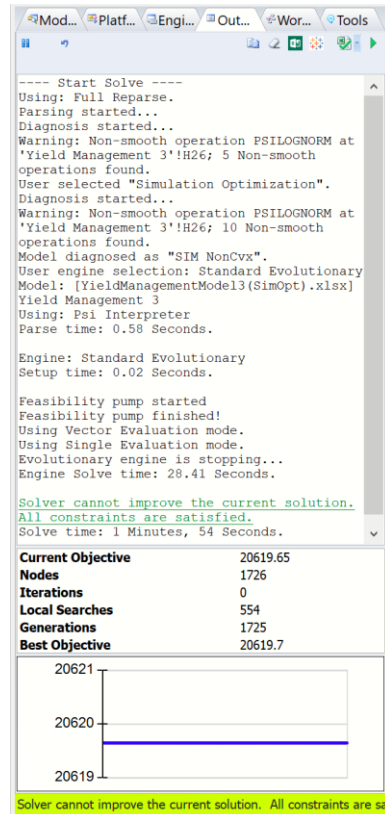 Mod... Platf... Engi... Out... Wor... Tools
---- Start Solve ----
Using: Full Reparse.
Parsing started...
Diagnosis started...
Warning: Non-smooth operation PSILOGNORM at
'Yield Management 3'!H26; 5 Non-smooth
operations found.
User selected "Simulation Optimization".
Diagnosis started...
Warning: Non-smooth operation PSILOGNORM at
'Yield Management 3'!H26; 10 Non-smooth
operations found.
Model diagnosed as "SIM NonCvx".
User engine selection: Standard Evolutionary
Model: [YieldManagementModel3(SimOpt).xlsx]
Yield Management 3
Using: Psi Interpreter
Parse time: 0.58 Seconds.
Engine: Standard Evolutionary
Setup time: 0.02 Seconds.
Feasibility pump started
Feasibility pump finished!
Using Vector Evaluation mode.
Using Single Evaluation mode.
Evolutionary engine is stopping...
Engine Solve time: 28.41 Seconds.
Solver cannot improve the current solution.
All constraints are satisfied.
Solve time: 1 Minutes, 54 Seconds.
Current Objective 20619.65
Nodes 1726
Iterations 0
Local Searches 554
Generations 1725
Best Objective 20619.7
20621
20620
20619
Solver cannot improve the current solution. All constraints are sa